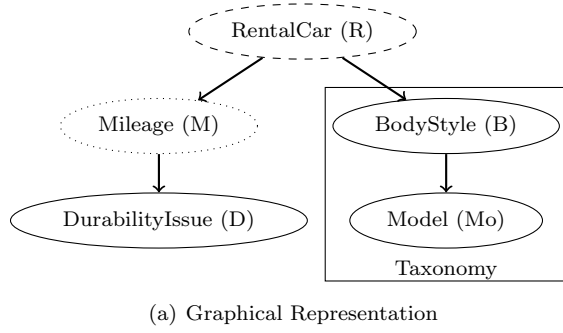 RentalCar (R)
Mileage (M)
BodyStyle (B)
DurabilityIssue (D)
Model (Mo)
Taxonomy
(a) Graphical Representation